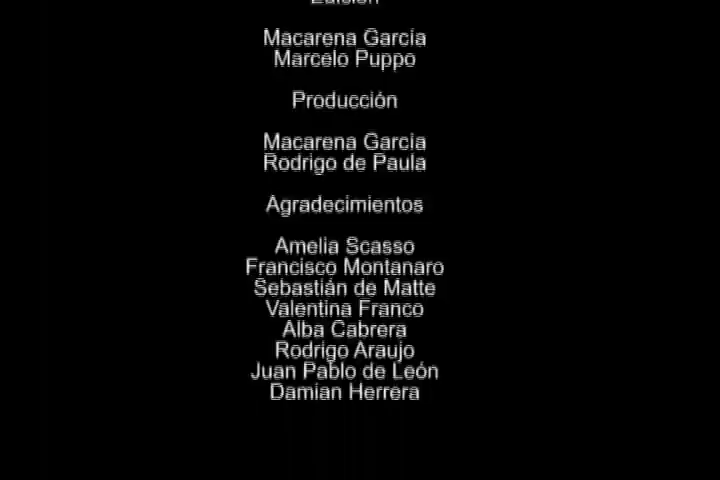 Edición
Macarena García
Marcelo Puppo
Producción
Macarena García
Rodrigo de Paula
Agradecimientos
Amelia Scasso
Francisco Montanaro
Sebastián de Matte
Valentina Franco
Alba Cabrera
Rodrigo Araujo
Juan Pablo de León
Damian Herrera